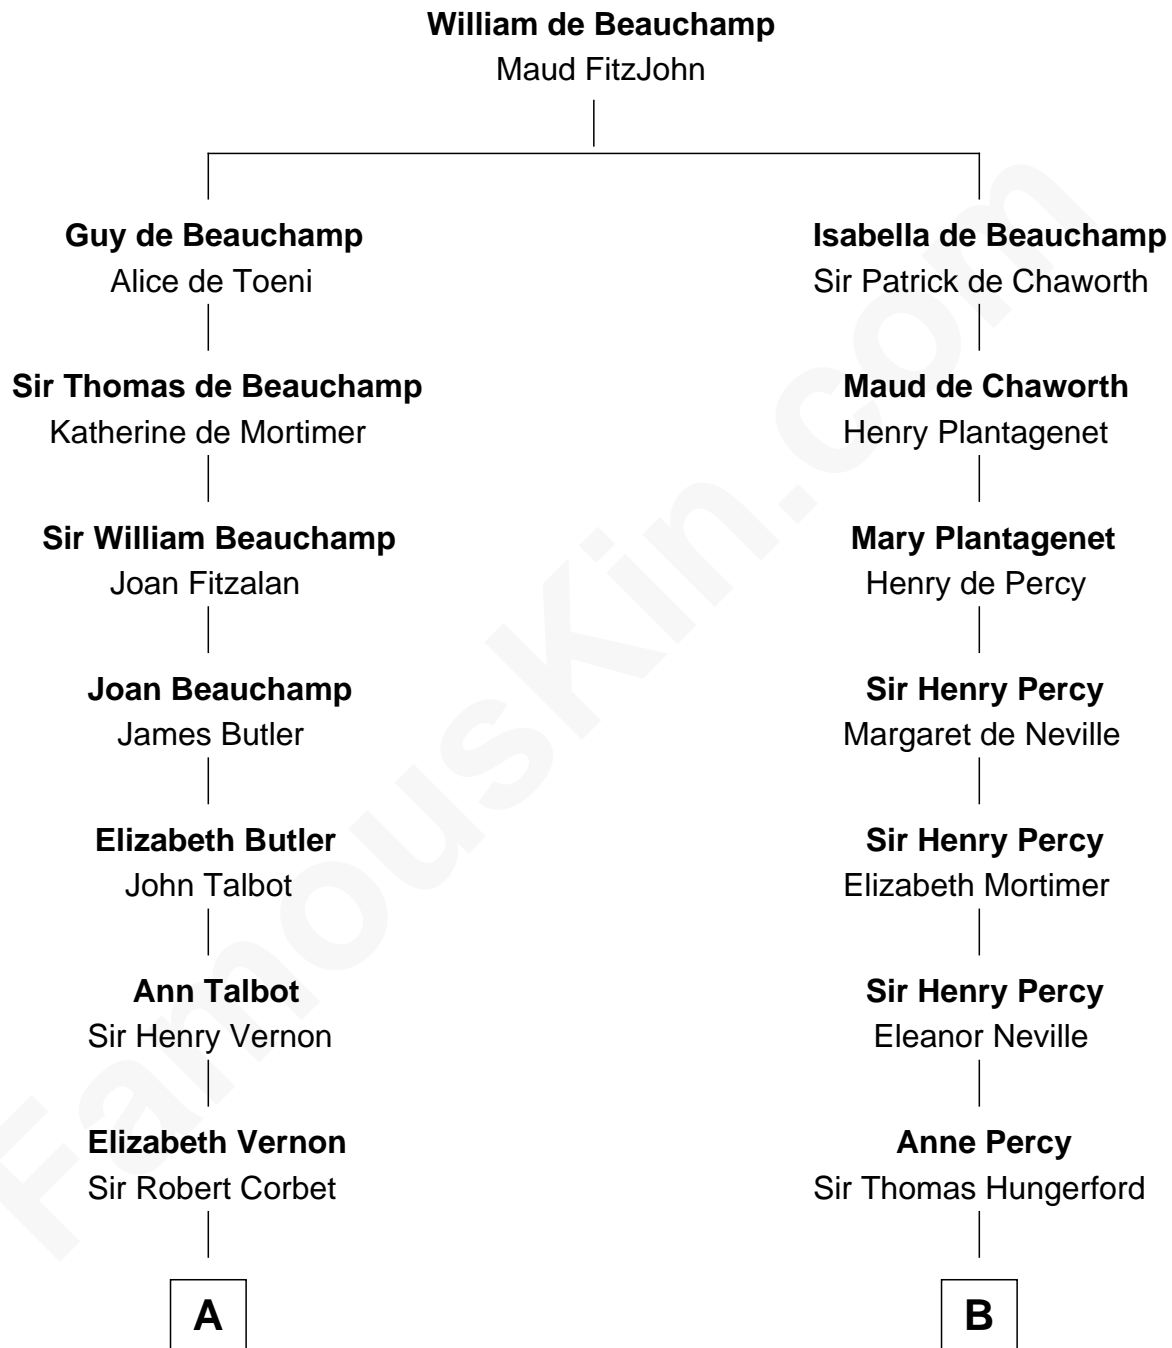 William de Beauchamp
Maud FitzJohn
Guy de Beauchamp
Alice de Toeni
Isabella de Beauchamp
Sir Patrick de Chaworth
Sir Thomas de Beauchamp
Katherine de Mortimer
Maud de Chaworth
Henry Plantagenet
Sir William Beauchamp
Joan Fitzalan
Mary Plantagenet
Henry de Percy
Joan Beauchamp
James Butler
Sir Henry Percy
Margaret de Neville
Elizabeth Butler
John Talbot
Sir Henry Percy
Elizabeth Mortimer
Ann Talbot
Sir Henry Vernon
Sir Henry Percy
Eleanor Neville
Elizabeth Vernon
Sir Robert Corbet
Anne Percy
Sir Thomas Hungerford
A
B
FamousKin.com